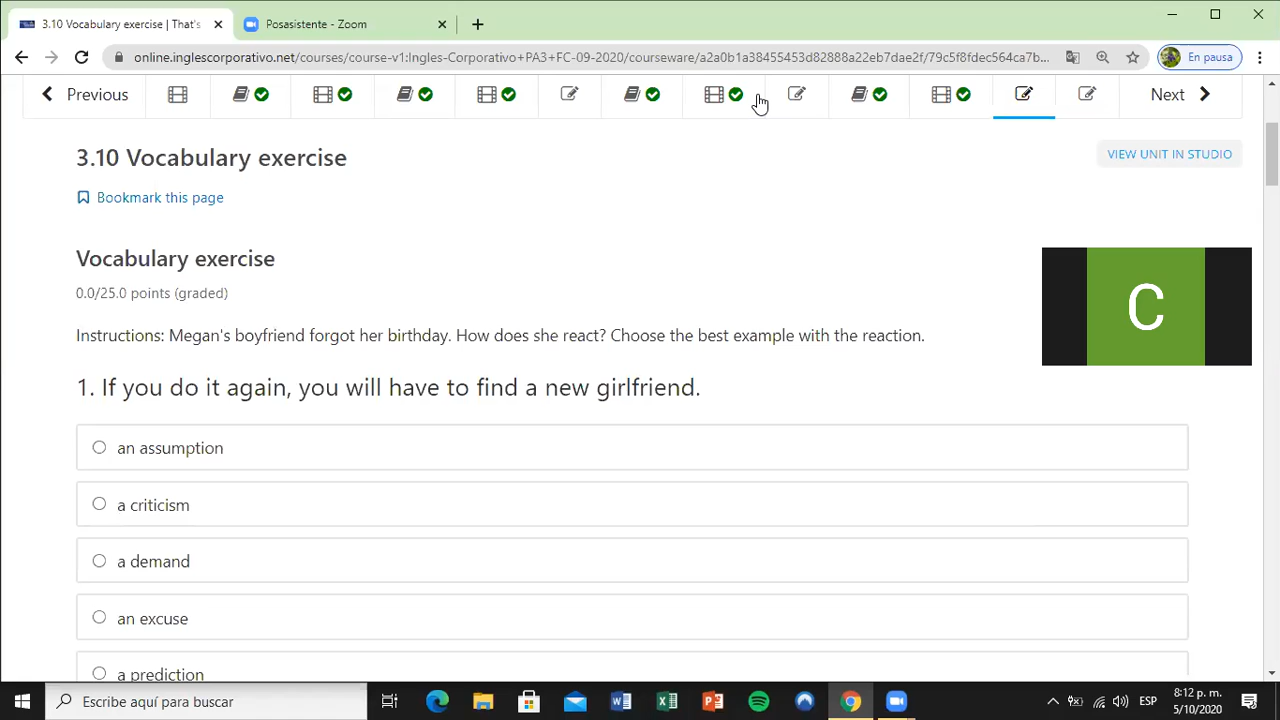 3.10 Vocabulary exercise | That's
Posasistente - Zoom
online.inglescorporativo.net/courses/course-v1:Ingles-Corporativo+PA3+FC-09-2020/courseware/a2a0b1a38455453d82888a22eb7dae2f/79c5f8fdec564ca7b...
En pausa
Previous
Next
3.10 Vocabulary exercise
VIEW UNIT IN STUDIO
Bookmark this page
Vocabulary exercise
0.0/25.0 points (graded)
C
Instructions: Megan's boyfriend forgot her birthday. How does she react? Choose the best example with the reaction.
1. If you do it again, you will have to find a new girlfriend.
an assumption
a criticism
a demand
an excuse
a prediction
Escribe aquí para buscar
ESP
8:12 p. m.
5/10/2020